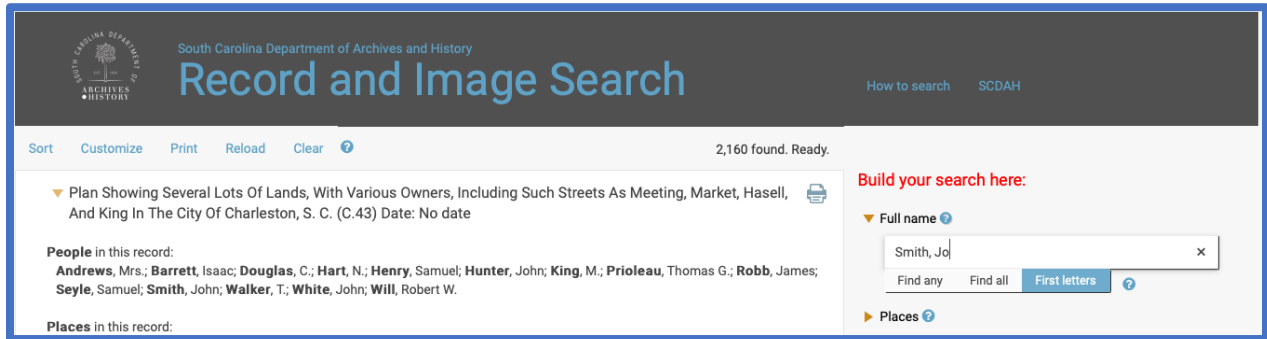 SOUTH CAROLINA DEPARTMENT OF
ARCHIVES
HISTORY
South Carolina Department of Archives and History
Record and Image Search
How to search SCDAH
Sort Customize Print Reload Clear ?
2,160 found. Ready.
Plan Showing Several Lots Of Lands, With Various Owners, Including Such Streets As Meeting, Market, Hasell,
And King In The City Of Charleston, S. C. (C.43) Date: No date
People in this record:
Andrews, Mrs.; Barrett, Isaac; Douglas, C.; Hart, N.; Henry, Samuel; Hunter, John; King, M.; Prioleau, Thomas G.; Robb, James;
Seyle, Samuel; Smith, John; Walker, T.; White, John; Will, Robert W.
Places in this record:
Build your search here:
Full name ?
Smith, Jo ×
Find any Find all First letters ?
Places ?